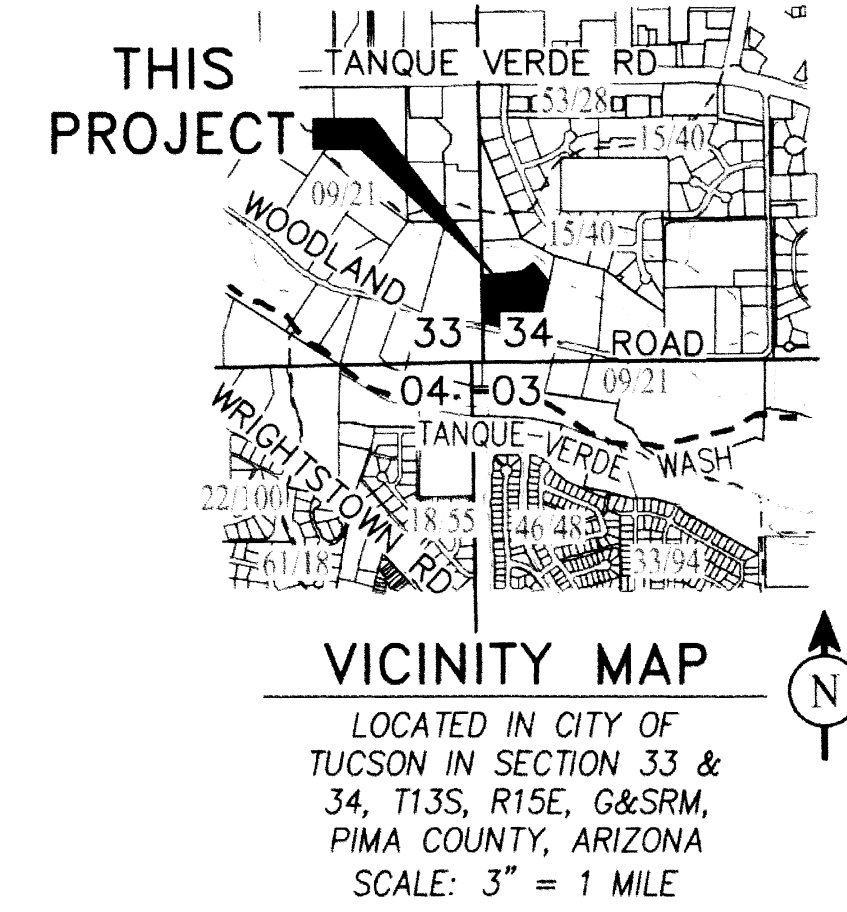 THIS PROJECT
TANQUE VERDE RD
53/28
15/40
09/21
WOODLAND
15/40
33 34
ROAD
04 03
09/21
TANQUE VERDE WASH
WRIGHTSTOWN RD
22/100
18/55
46/48
61/18
33/94
VICINITY MAP
N
LOCATED IN CITY OF
TUCSON IN SECTION 33 &
34, T13S, R15E, G&SRM,
PIMA COUNTY, ARIZONA
SCALE: 3" = 1 MILE